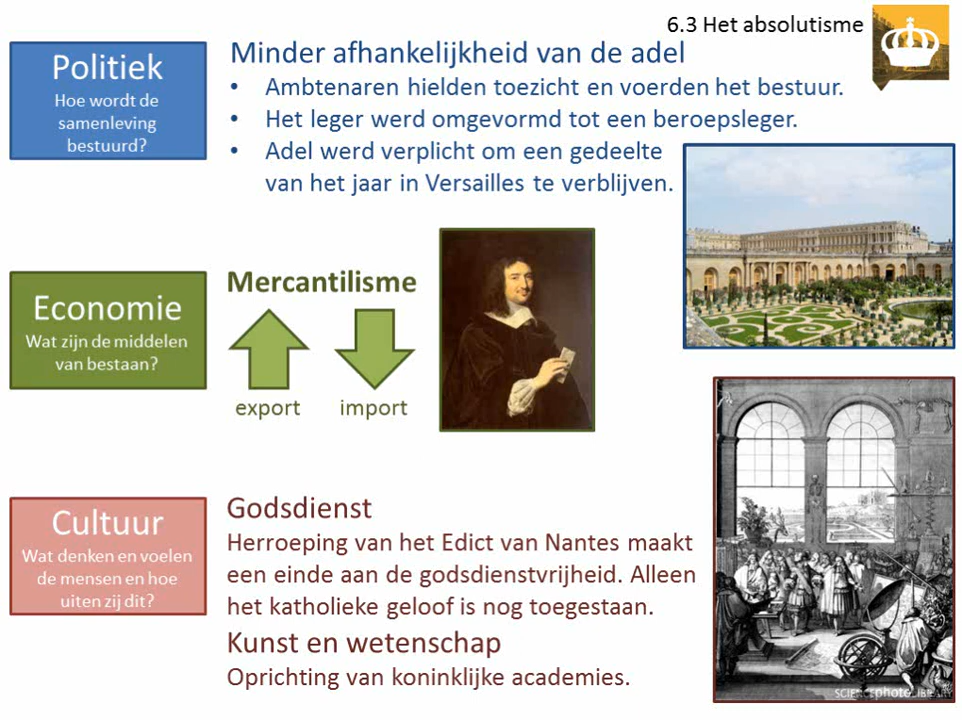 6.3 Het absolutisme
Politiek
Hoe wordt de
samenleving
bestuurd?
Minder afhankelijkheid van de adel
• Ambtenaren hielden toezicht en voerden het bestuur.
• Het leger werd omgevormd tot een beroepsleger.
• Adel werd verplicht om een gedeelte
van het jaar in Versailles te verblijven.
Economie
Wat zijn de middelen
van bestaan?
Mercantilisme
export import
Cultuur
Wat denken en voelen
de mensen en hoe
uiten zij dit?
Godsdienst
Herroeping van het Edict van Nantes maakt
een einde aan de godsdienstvrijheid. Alleen
het katholieke geloof is nog toegestaan.
Kunst en wetenschap
Oprichting van koninklijke academies.
SCIENCEphotoLIBRARY